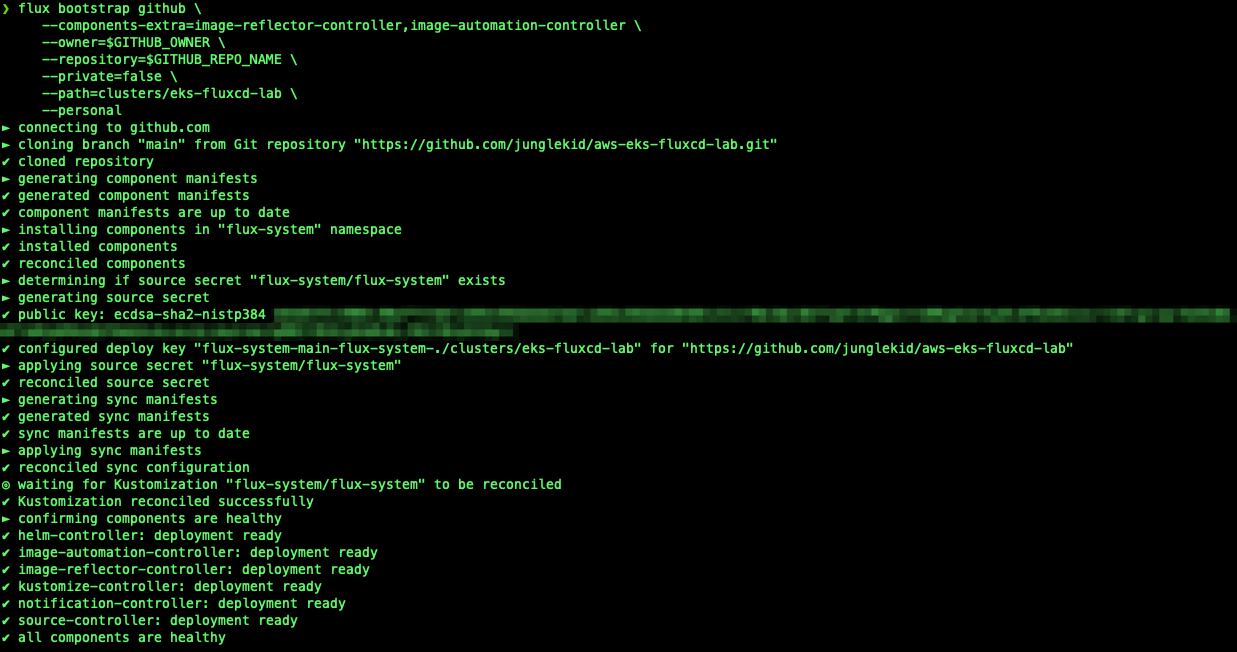 ❯ flux bootstrap github \
--components-extra=image-reflector-controller,image-automation-controller \
--owner=$GITHUB_OWNER \
--repository=$GITHUB_REPO_NAME \
--private=false \
--path=clusters/eks-fluxcd-lab \
--personal
► connecting to github.com
► cloning branch "main" from Git repository "https://github.com/junglekid/aws-eks-fluxcd-lab.git"
✔ cloned repository
► generating component manifests
✔ generated component manifests
✔ component manifests are up to date
► installing components in "flux-system" namespace
✔ installed components
✔ reconciled components
► determining if source secret "flux-system/flux-system" exists
► generating source secret
✔ public key: ecdsa-sha2-nistp384
✔ configured deploy key "flux-system-main-flux-system-./clusters/eks-fluxcd-lab" for "https://github.com/junglekid/aws-eks-fluxcd-lab"
► applying source secret "flux-system/flux-system"
✔ reconciled source secret
► generating sync manifests
✔ generated sync manifests
✔ sync manifests are up to date
► applying sync manifests
✔ reconciled sync configuration
◎ waiting for Kustomization "flux-system/flux-system" to be reconciled
✔ Kustomization reconciled successfully
► confirming components are healthy
✔ helm-controller: deployment ready
✔ image-automation-controller: deployment ready
✔ image-reflector-controller: deployment ready
✔ kustomize-controller: deployment ready
✔ notification-controller: deployment ready
✔ source-controller: deployment ready
✔ all components are healthy